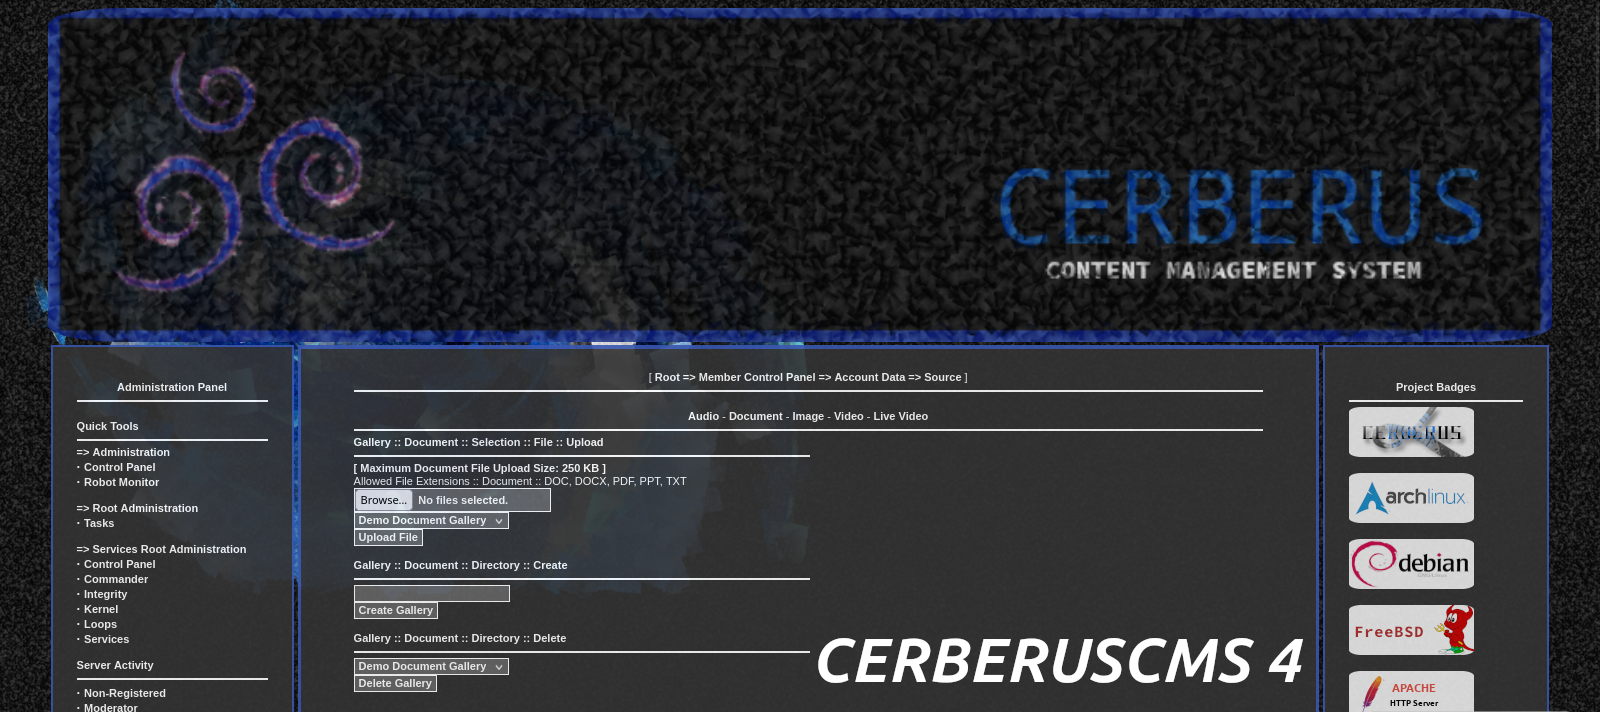 CERBERUS
CONTENT MANAGEMENT SYSTEM
Administration Panel
Quick Tools
=> Administration
· Control Panel
· Robot Monitor
=> Root Administration
· Tasks
=> Services Root Administration
· Control Panel
· Commander
· Integrity
· Kernel
· Loops
· Services
Server Activity
· Non-Registered
· Moderator
[ Root => Member Control Panel => Account Data => Source ]
Audio - Document - Image - Video - Live Video
Gallery :: Document :: Selection :: File :: Upload
[ Maximum Document File Upload Size: 250 KB ]
Allowed File Extensions :: Document :: DOC, DOCX, PDF, PPT, TXT
Browse... No files selected.
Demo Document Gallery
Upload File
Gallery :: Document :: Directory :: Create
Create Gallery
Gallery :: Document :: Directory :: Delete
Demo Document Gallery
Delete Gallery
CERBERUSCMS 4
Project Badges
CERBERUS
archlinux
debian
FreeBSD
APACHE
HTTP Server